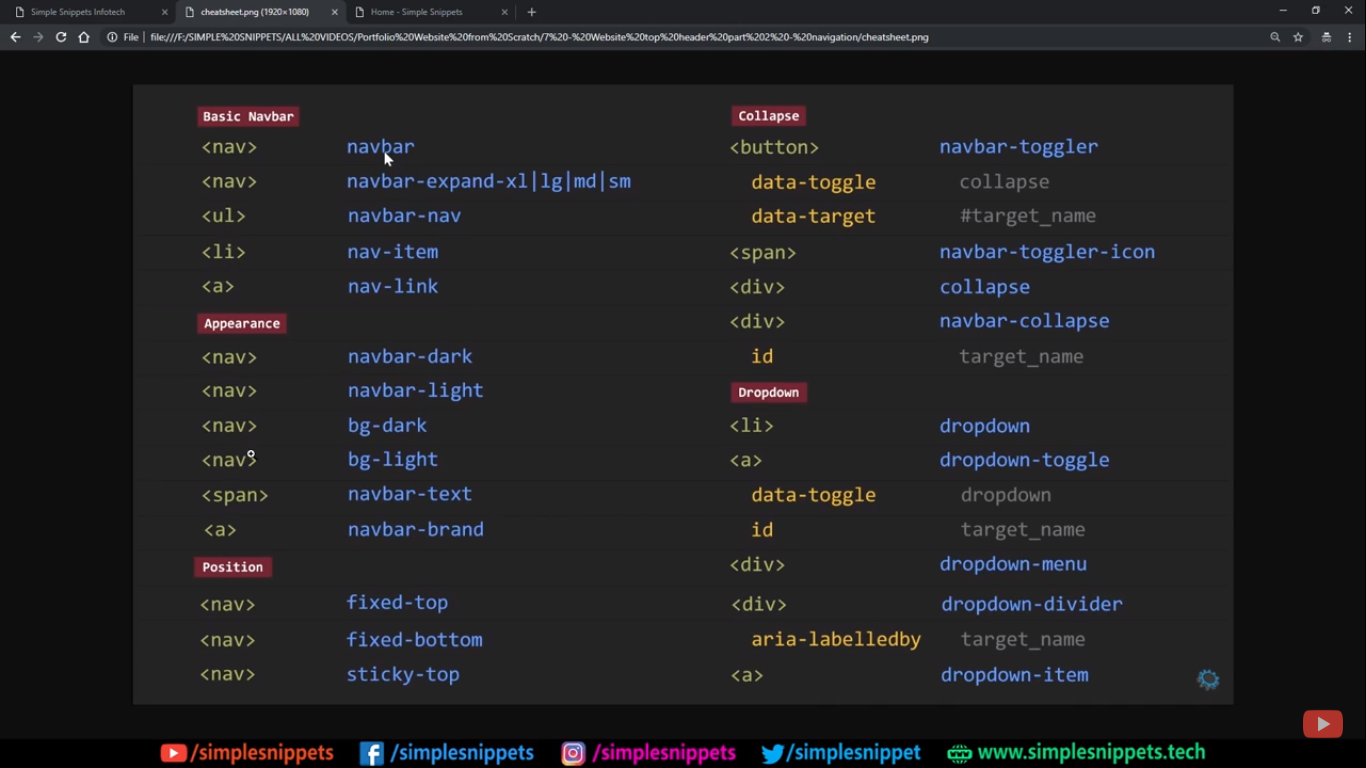 Simple Snippets Infotech
cheatsheet.png (1920×1080)
Home - Simple Snippets
File | file:///F:/SIMPLE%20SNIPPETS/ALL%20VIDEOS/Portfolio%20Website%20from%20Scratch/7%20-%20Website%20top%20header%20part%202%20-%20navigation/cheatsheet.png
Basic Navbar
<nav> navbar
<nav> navbar-expand-xl|lg|md|sm
<ul> navbar-nav
<li> nav-item
<a> nav-link
Appearance
<nav> navbar-dark
<nav> navbar-light
<nav> bg-dark
<nav> bg-light
<span> navbar-text
<a> navbar-brand
Position
<nav> fixed-top
<nav> fixed-bottom
<nav> sticky-top
Collapse
<button> navbar-toggler
data-toggle collapse
data-target #target_name
<span> navbar-toggler-icon
<div> collapse
<div> navbar-collapse
id target_name
Dropdown
<li> dropdown
<a> dropdown-toggle
data-toggle dropdown
id target_name
<div> dropdown-menu
<div> dropdown-divider
aria-labelledby target_name
<a> dropdown-item
/simplesnippets /simplesnippets /simplesnippets /simplesnippets www.simplesnippets.tech